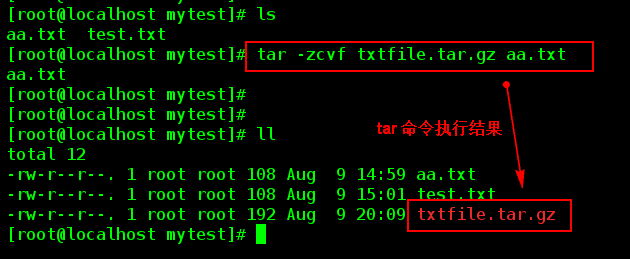 [root@localhost mytest]# ls
aa.txt  test.txt
[root@localhost mytest]# tar -zcvf txtfile.tar.gz aa.txt
aa.txt
[root@localhost mytest]#
[root@localhost mytest]#
tar 命令执行结果
[root@localhost mytest]# ll
total 12
-rw-r--r--. 1 root root 108 Aug  9 14:59 aa.txt
-rw-r--r--. 1 root root 108 Aug  9 15:01 test.txt
-rw-r--r--. 1 root root 192 Aug  9 20:09 txtfile.tar.gz
[root@localhost mytest]#